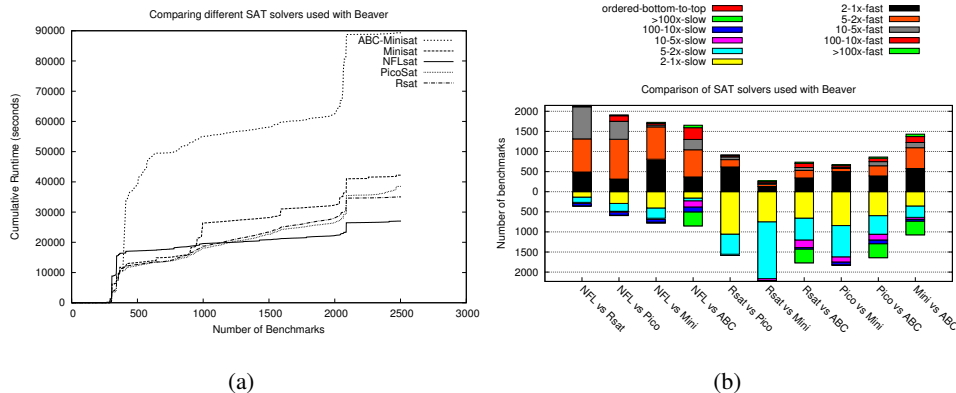 Comparing different SAT solvers used with Beaver
Cumulative Runtime (seconds)
90000
80000
70000
60000
50000
40000
30000
20000
10000
0
ABC-Minisat
Minisat
NFLsat
PicoSat
Rsat
0 500 1000 1500 2000 2500 3000
Number of Benchmarks
(a)
ordered-bottom-to-top
>100x-slow
100-10x-slow
10-5x-slow
5-2x-slow
2-1x-slow
2-1x-fast
5-2x-fast
10-5x-fast
100-10x-fast
>100x-fast
Comparison of SAT solvers used with Beaver
Number of benchmarks
2000
1500
1000
500
0
500
1000
1500
2000
NFL vs Rsat
NFL vs Pico
NFL vs Mini
NFL vs ABC
Rsat vs Pico
Rsat vs Mini
Rsat vs ABC
Pico vs Mini
Pico vs ABC
Mini vs ABC
(b)